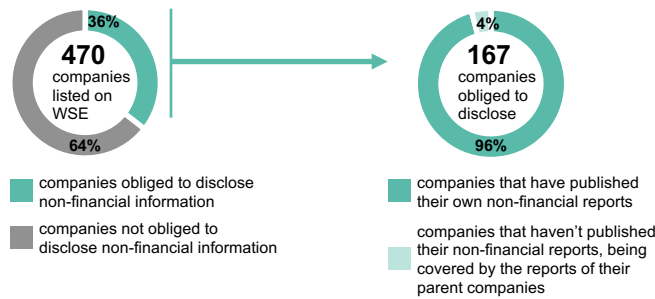 36%
470
companies
listed on
WSE
64%
companies obliged to disclose
non-financial information
companies not obliged to
disclose non-financial information
4%
167
companies
obliged to
disclose
96%
companies that have published
their own non-financial reports
companies that haven't published
their non-financial reports, being
covered by the reports of their
parent companies